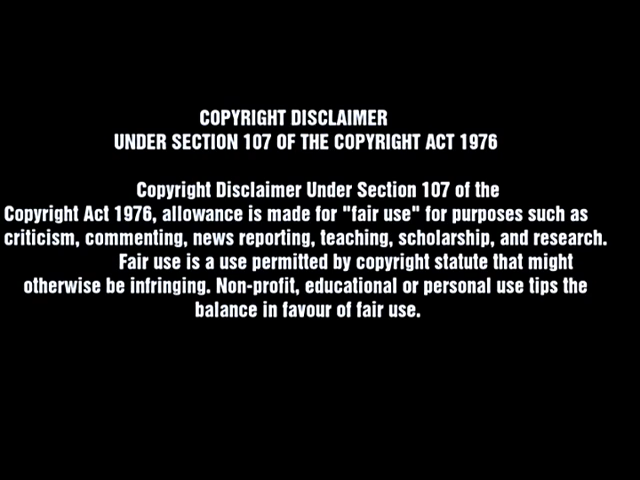 COPYRIGHT DISCLAIMER
UNDER SECTION 107 OF THE COPYRIGHT ACT 1976
Copyright Disclaimer Under Section 107 of the
Copyright Act 1976, allowance is made for "fair use" for purposes such as
criticism, commenting, news reporting, teaching, scholarship, and research.
Fair use is a use permitted by copyright statute that might
otherwise be infringing. Non-profit, educational or personal use tips the
balance in favour of fair use.